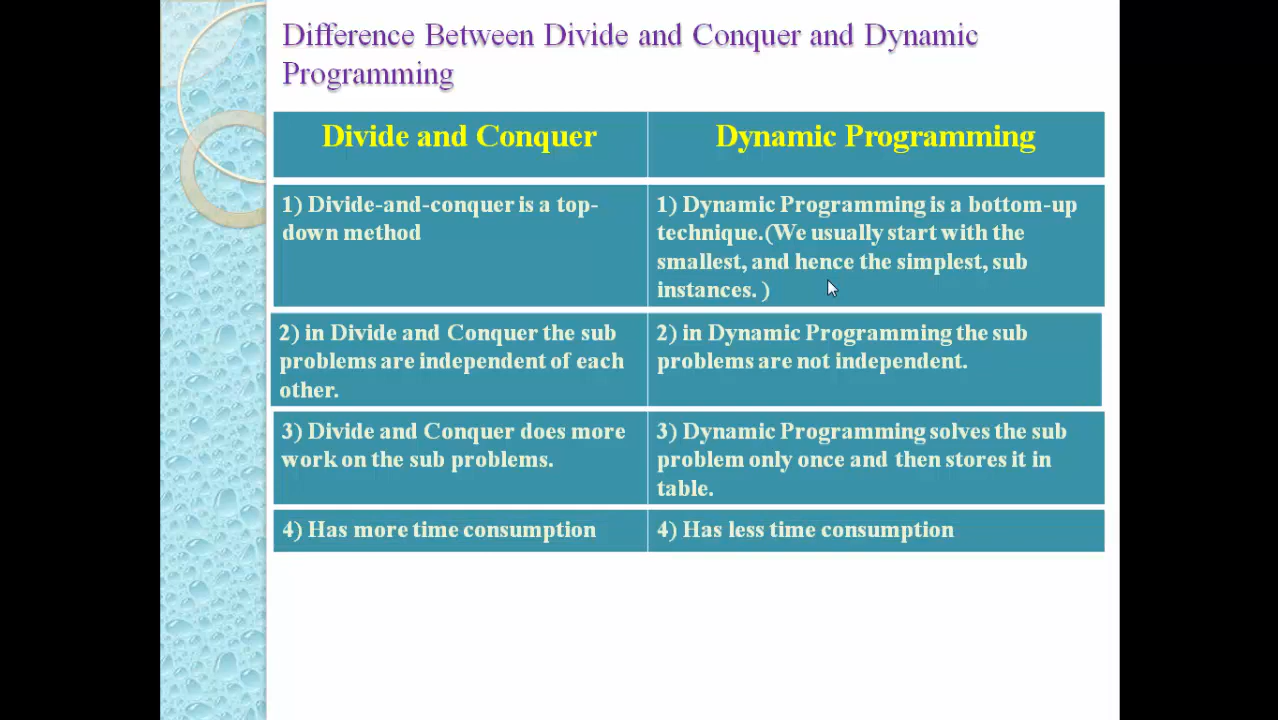 Difference Between Divide and Conquer and Dynamic
Programming
Divide and Conquer
Dynamic Programming
1) Divide-and-conquer is a top-
down method
1) Dynamic Programming is a bottom-up
technique.(We usually start with the
smallest, and hence the simplest, sub
instances. )
2) in Divide and Conquer the sub
problems are independent of each
other.
2) in Dynamic Programming the sub
problems are not independent.
3) Divide and Conquer does more
work on the sub problems.
3) Dynamic Programming solves the sub
problem only once and then stores it in
table.
4) Has more time consumption
4) Has less time consumption